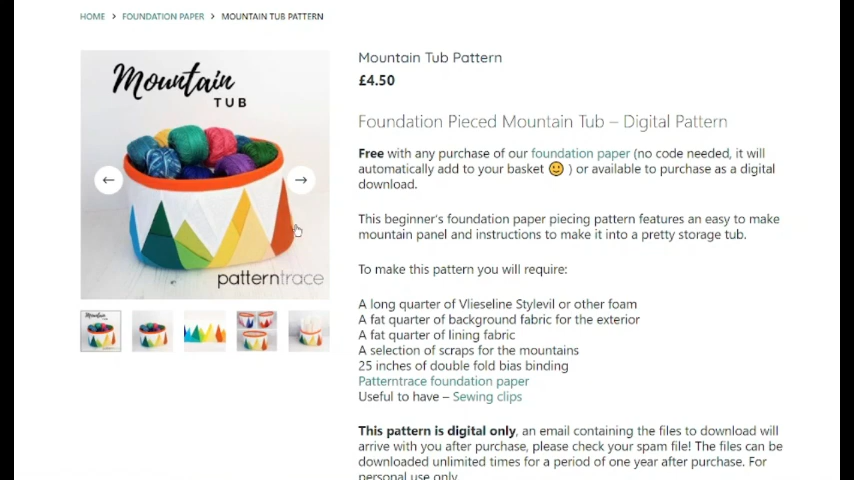 HOME > FOUNDATION PAPER > MOUNTAIN TUB PATTERN
Mountain
TUB
patterntrace
Mountain Tub Pattern
£4.50
Foundation Pieced Mountain Tub – Digital Pattern
Free with any purchase of our foundation paper (no code needed, it will
automatically add to your basket 🙂 ) or available to purchase as a digital
download.
This beginner's foundation paper piecing pattern features an easy to make
mountain panel and instructions to make it into a pretty storage tub.
To make this pattern you will require:
A long quarter of Vlieseline Stylevil or other foam
A fat quarter of background fabric for the exterior
A fat quarter of lining fabric
A selection of scraps for the mountains
25 inches of double fold bias binding
Patterntrace foundation paper
Useful to have – Sewing clips
This pattern is digital only, an email containing the files to download will
arrive with you after purchase, please check your spam file! The files can be
downloaded unlimited times for a period of one year after purchase. For
personal use only